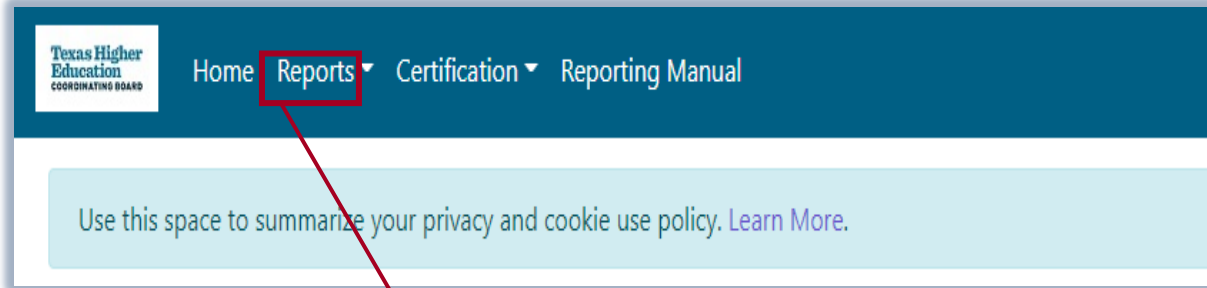 Texas Higher
Education
COORDINATING BOARD
Home Reports Certification Reporting Manual
Use this space to summarize your privacy and cookie use policy. Learn More.